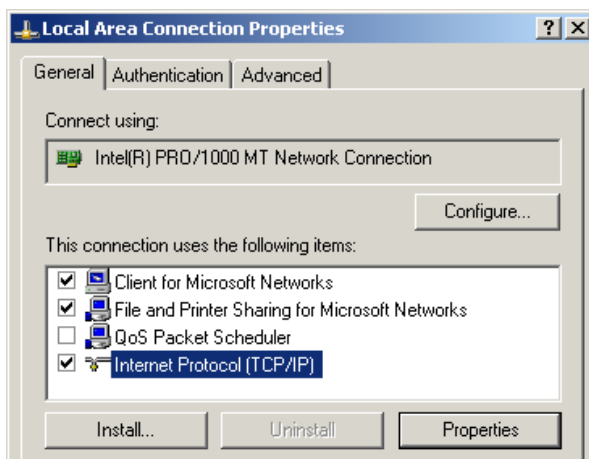 Local Area Connection Properties
General Authentication Advanced
Connect using:
Intel(R) PRO/1000 MT Network Connection
Configure...
This connection uses the following items:
Client for Microsoft Networks
File and Printer Sharing for Microsoft Networks
QoS Packet Scheduler
Internet Protocol (TCP/IP)
Install... Uninstall Properties